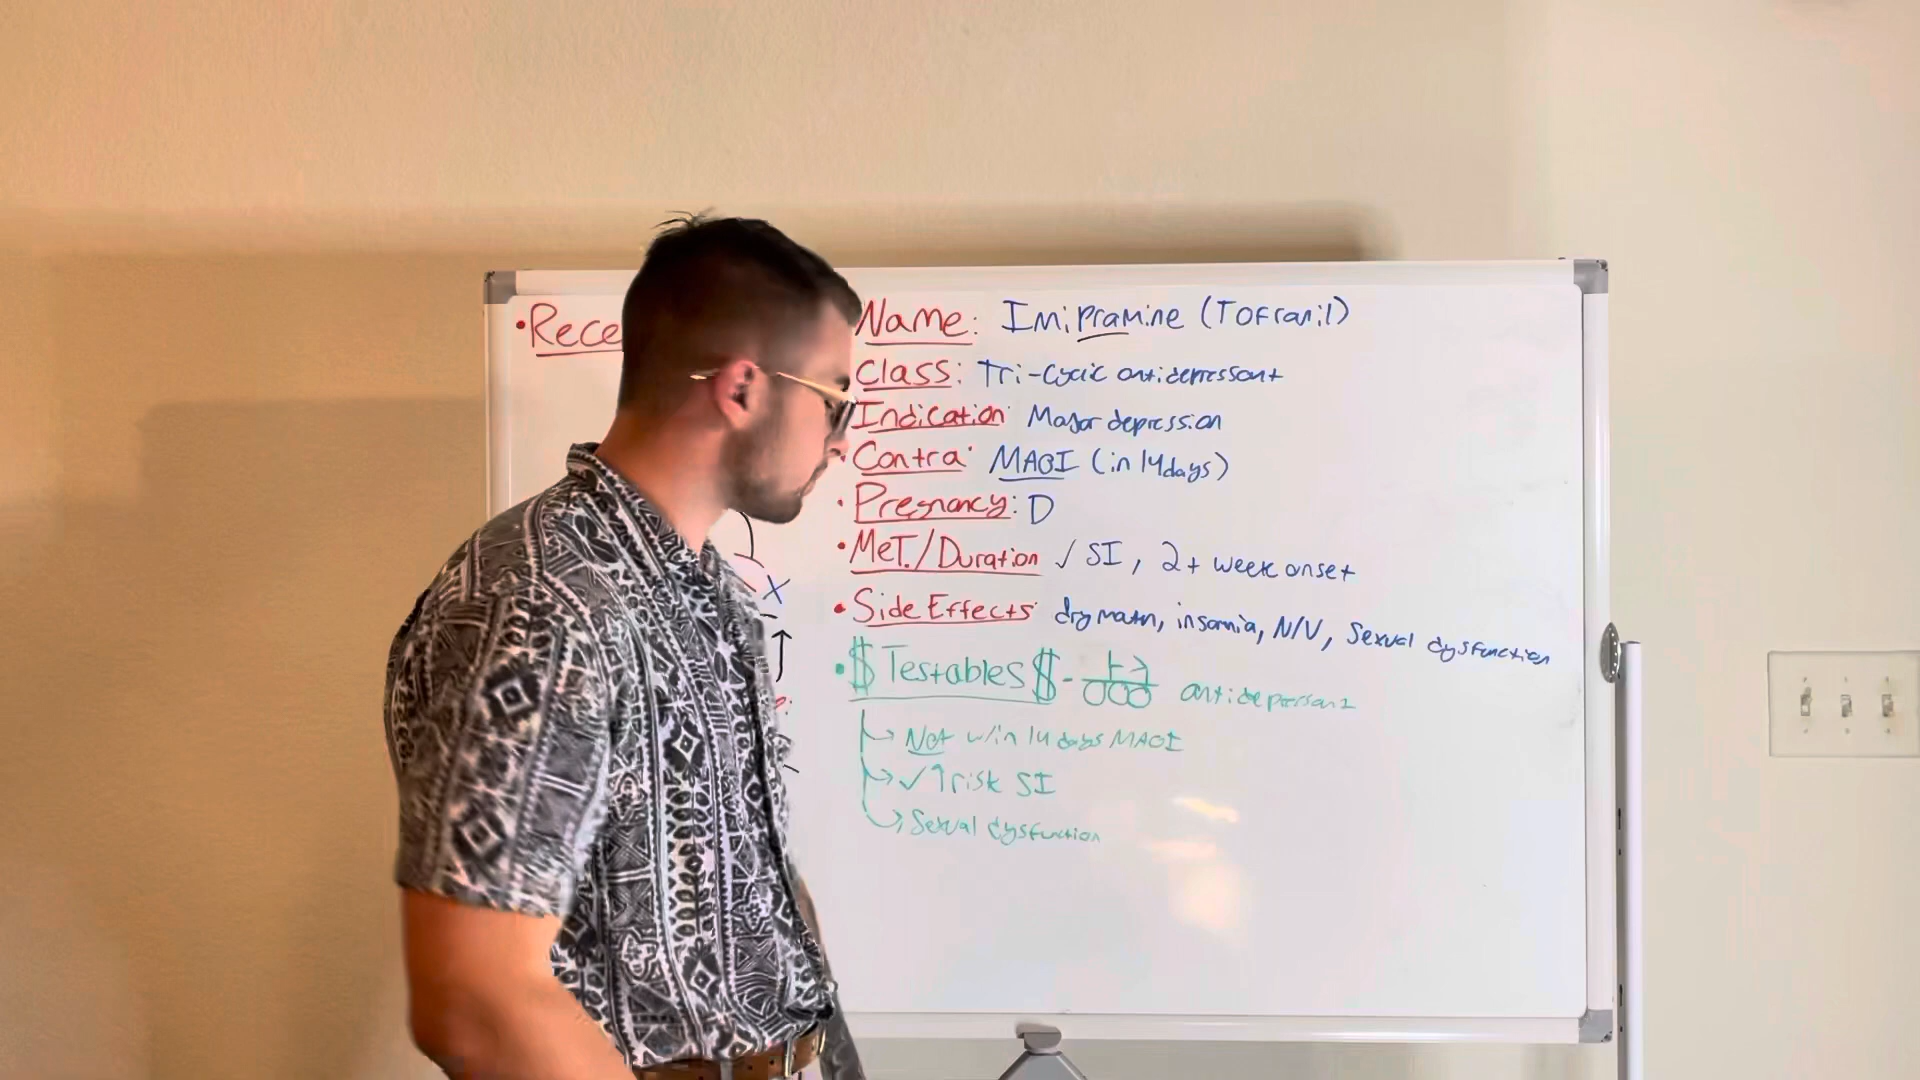 •Rece
Name: Imipramine (Tofranil)
Class: Tri-cyclic antidepressant
Indication: Major depression
• Contra: MAOI (in 14 days)
• Pregnancy: D
• MeT./Duration √ SI, 2+ week onset
• Side Effects: dry mouth, insomnia, N/V, Sexual dysfunction
• $ Testables $ - antidepressant
→ Not w/in 14 days MAOI
→ √ ↑ risk SI
→ Sexual dysfunction
X
↑